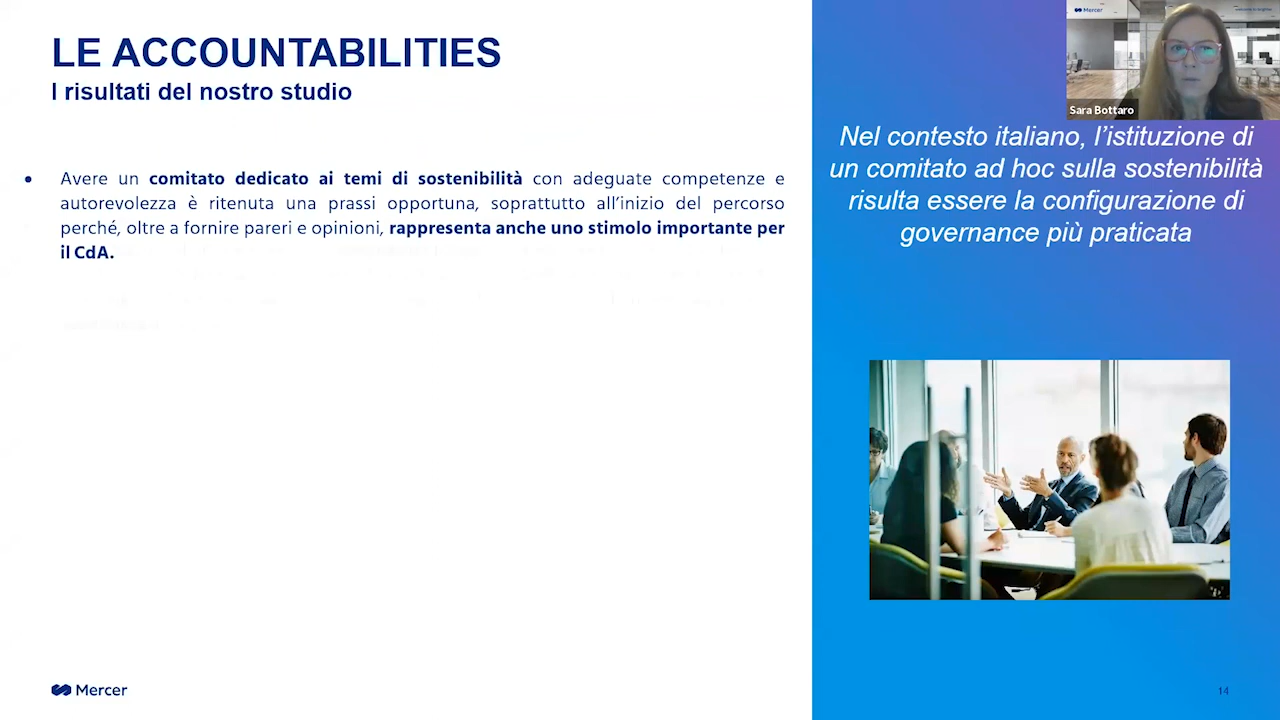 LE ACCOUNTABILITIES
I risultati del nostro studio
• Avere un comitato dedicato ai temi di sostenibilità con adeguate competenze e
autorevolezza è ritenuta una prassi opportuna, soprattutto all'inizio del percorso
perché, oltre a fornire pareri e opinioni, rappresenta anche uno stimolo importante per
il CdA.
Mercer
Sara Bottaro
Nel contesto italiano, l'istituzione di
un comitato ad hoc sulla sostenibilità
risulta essere la configurazione di
governance più praticata
Mercer
14